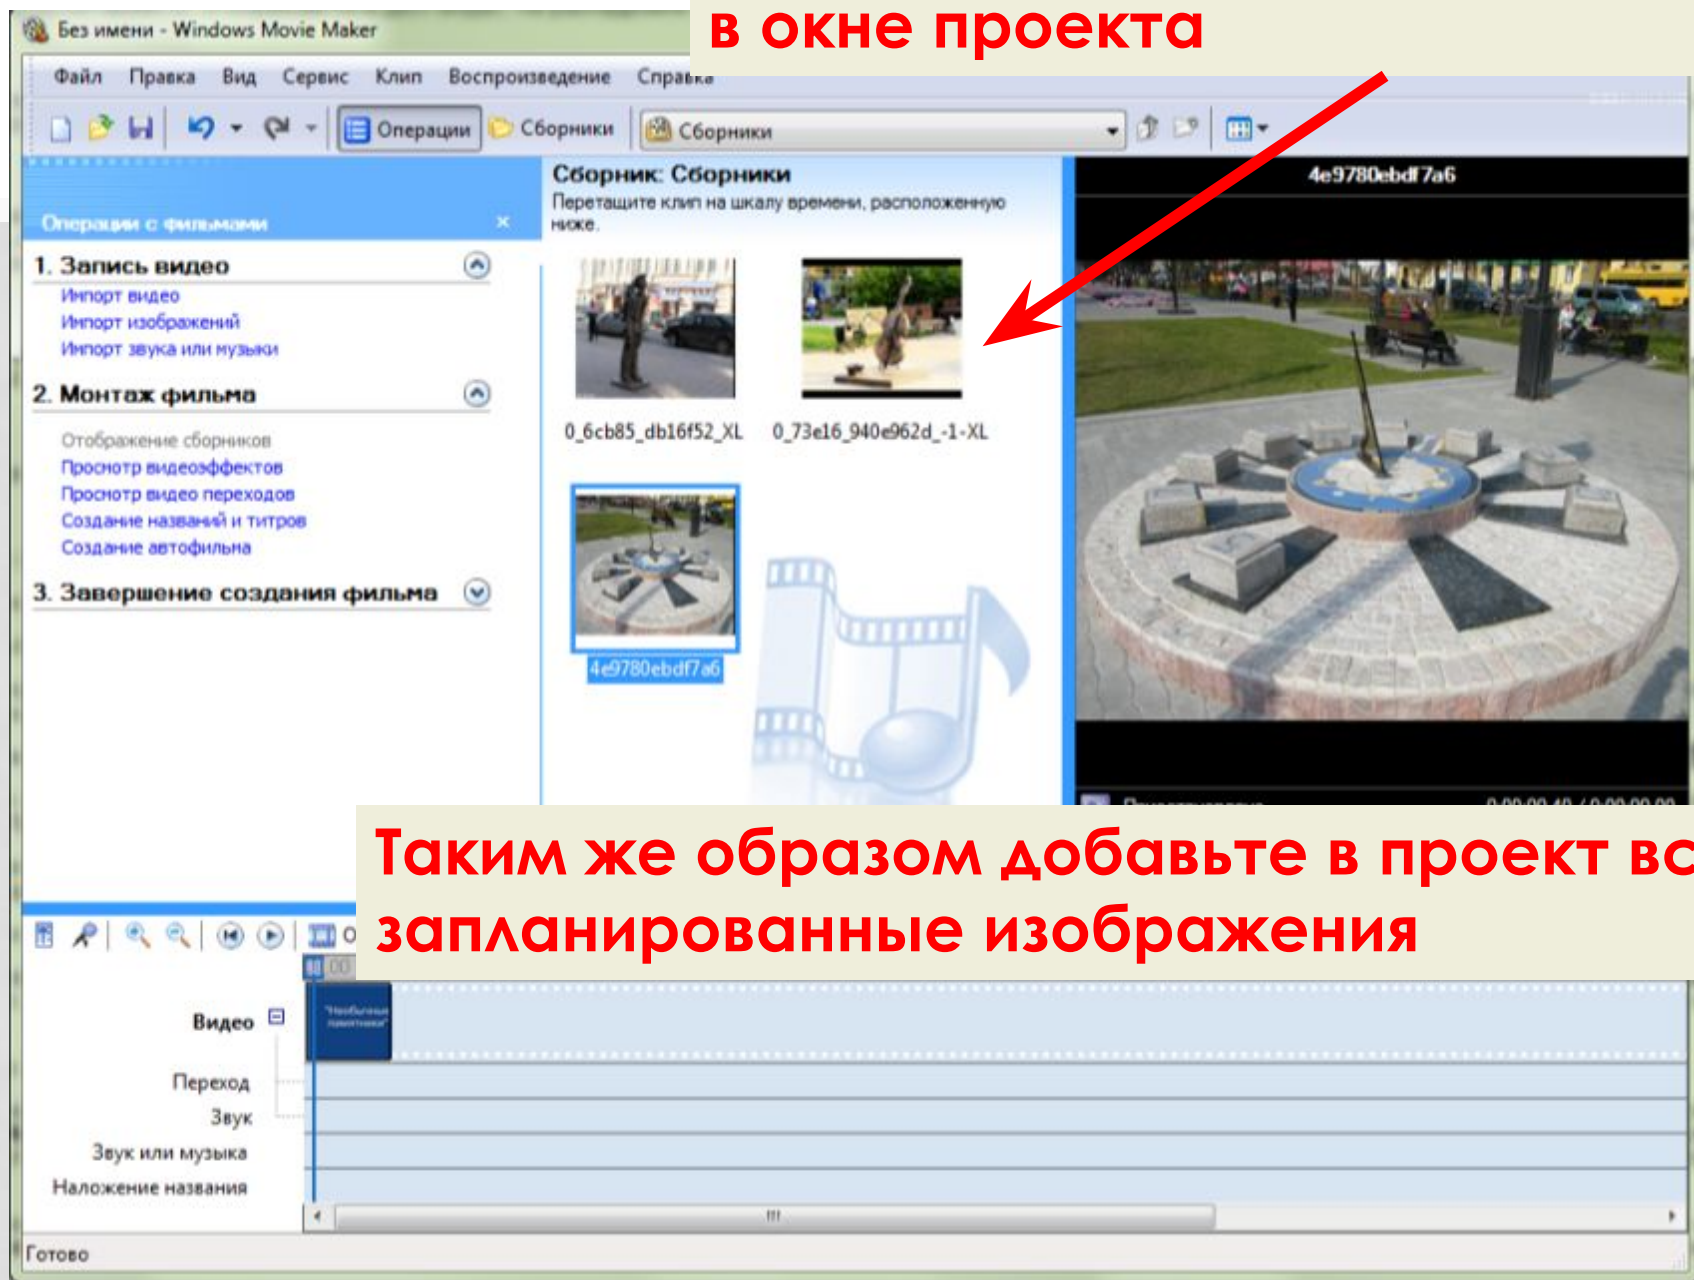 в окне проекта
Без имени - Windows Movie Maker
Файл Правка Вид Сервис Клип Воспроизведение Справка
Операции Сборники Сборники
Операции с фильмами
1. Запись видео
Импорт видео
Импорт изображений
Импорт звука или музыки
2. Монтаж фильма
Отображение сборников
Просмотр видеоэффектов
Просмотр видео переходов
Создание названий и титров
Создание автофильма
3. Завершение создания фильма
Сборник: Сборники
Перетащите клип на шкалу времени, расположенную
ниже.
0_6cb85_db16f52_XL 0_73e16_940e962d_-1-XL
4e9780ebdf7a6
4e9780ebdf7a6
Таким же образом добавьте в проект вс
запланированные изображения
00
"Необычные
памятники"
Видео
Переход
Звук
Звук или музыка
Наложение названия
Готово